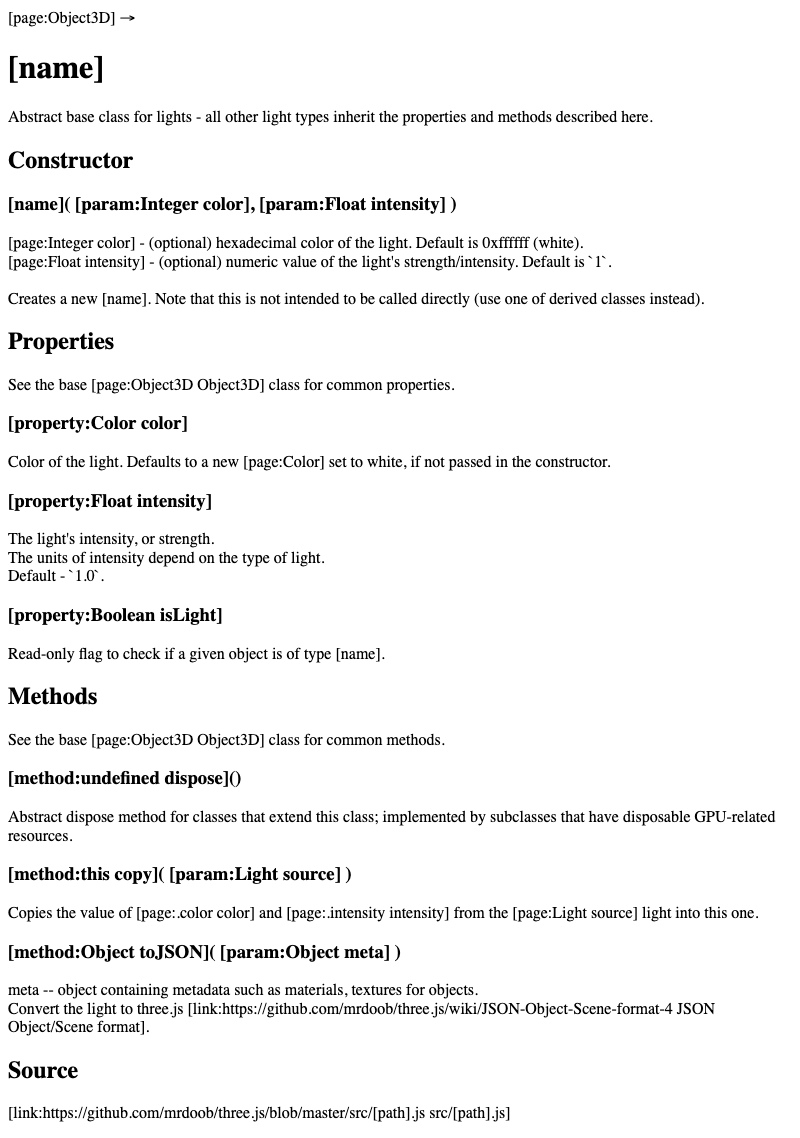 [page:Object3D] →
[name]
Abstract base class for lights - all other light types inherit the properties and methods described here.
Constructor
[name]( [param:Integer color], [param:Float intensity] )
[page:Integer color] - (optional) hexadecimal color of the light. Default is 0xffffff (white).
[page:Float intensity] - (optional) numeric value of the light's strength/intensity. Default is `1`.
Creates a new [name]. Note that this is not intended to be called directly (use one of derived classes instead).
Properties
See the base [page:Object3D Object3D] class for common properties.
[property:Color color]
Color of the light. Defaults to a new [page:Color] set to white, if not passed in the constructor.
[property:Float intensity]
The light's intensity, or strength.
The units of intensity depend on the type of light.
Default - `1.0`.
[property:Boolean isLight]
Read-only flag to check if a given object is of type [name].
Methods
See the base [page:Object3D Object3D] class for common methods.
[method:undefined dispose]()
Abstract dispose method for classes that extend this class; implemented by subclasses that have disposable GPU-related
resources.
[method:this copy]( [param:Light source] )
Copies the value of [page:.color color] and [page:.intensity intensity] from the [page:Light source] light into this one.
[method:Object toJSON]( [param:Object meta] )
meta -- object containing metadata such as materials, textures for objects.
Convert the light to three.js [link:https://github.com/mrdoob/three.js/wiki/JSON-Object-Scene-format-4 JSON
Object/Scene format].
Source
[link:https://github.com/mrdoob/three.js/blob/master/src/[path].js src/[path].js]